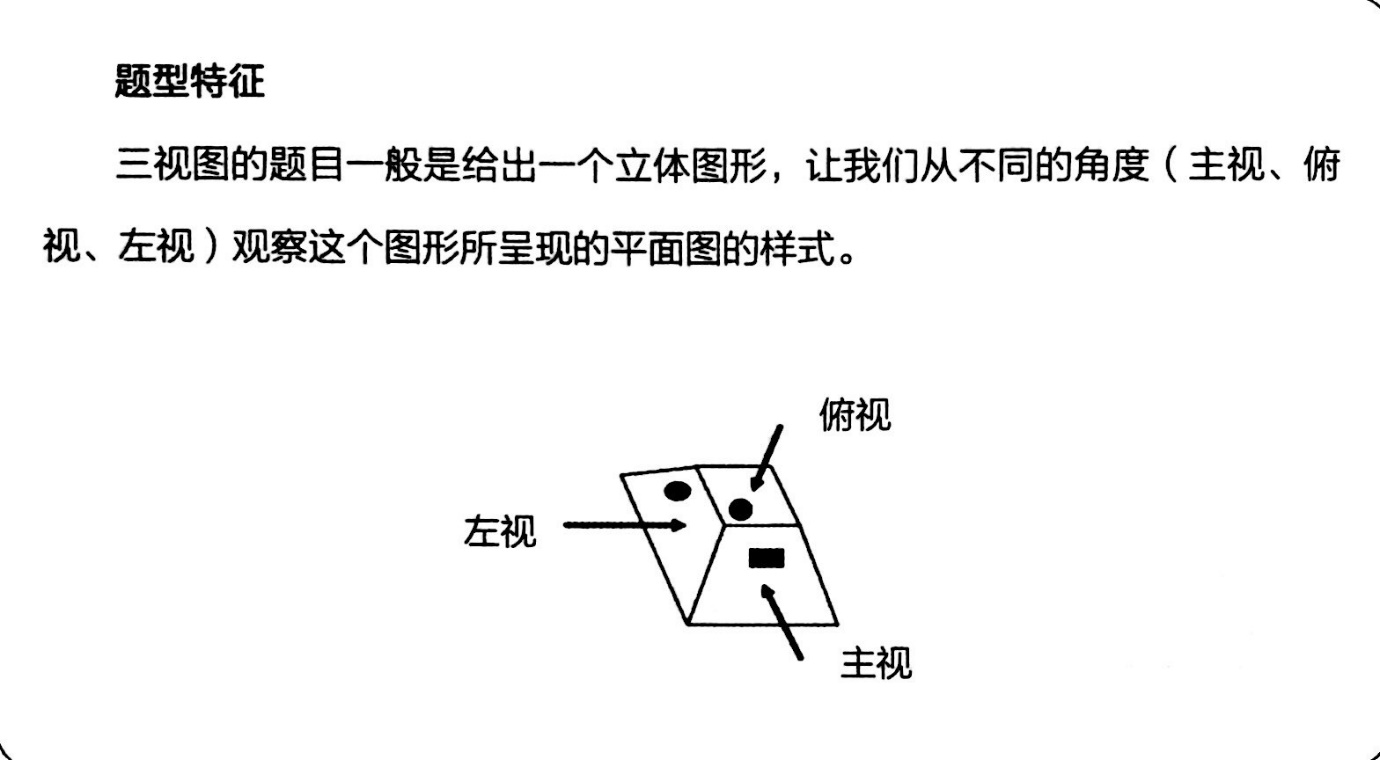 题型特征
三视图的题目一般是给出一个立体图形，让我们从不同的角度（主视、俯
视、左视）观察这个图形所呈现的平面图的样式。
俯视
左视
主视